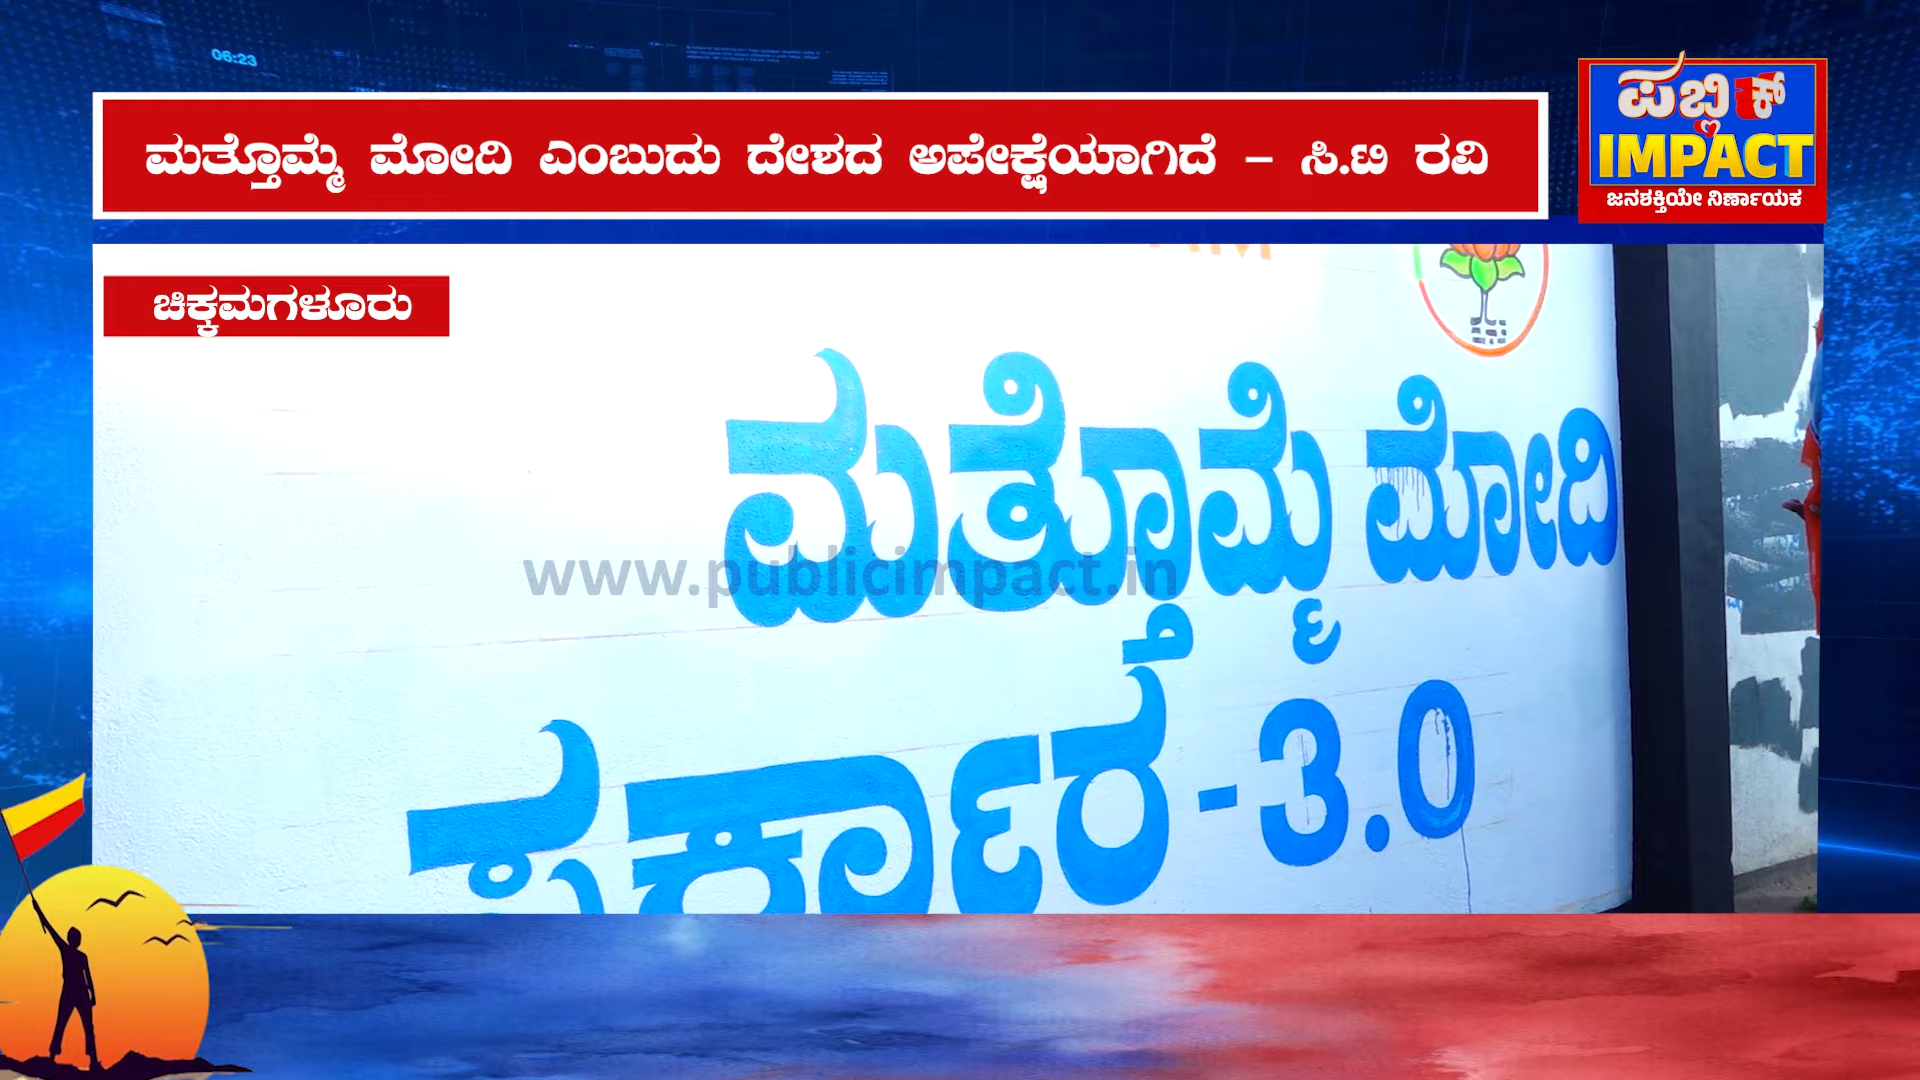 06:23
ಮತ್ತೊಮ್ಮೆ ಮೋದಿ ಎಂಬುದು ದೇಶದ ಅಪೇಕ್ಷೆಯಾಗಿದೆ – ಸಿ.ಟಿ ರವಿ
ಪಬ್ಲಿಕ್
IMPACT
ಜನಶಕ್ತಿಯೇ ನಿರ್ಣಾಯಕ
ಚಿಕ್ಕಮಗಳೂರು
ಮತ್ತೊಮ್ಮೆ ಮೋದಿ
www.publicimpact.in
ಸರ್ಕಾರ-3.0